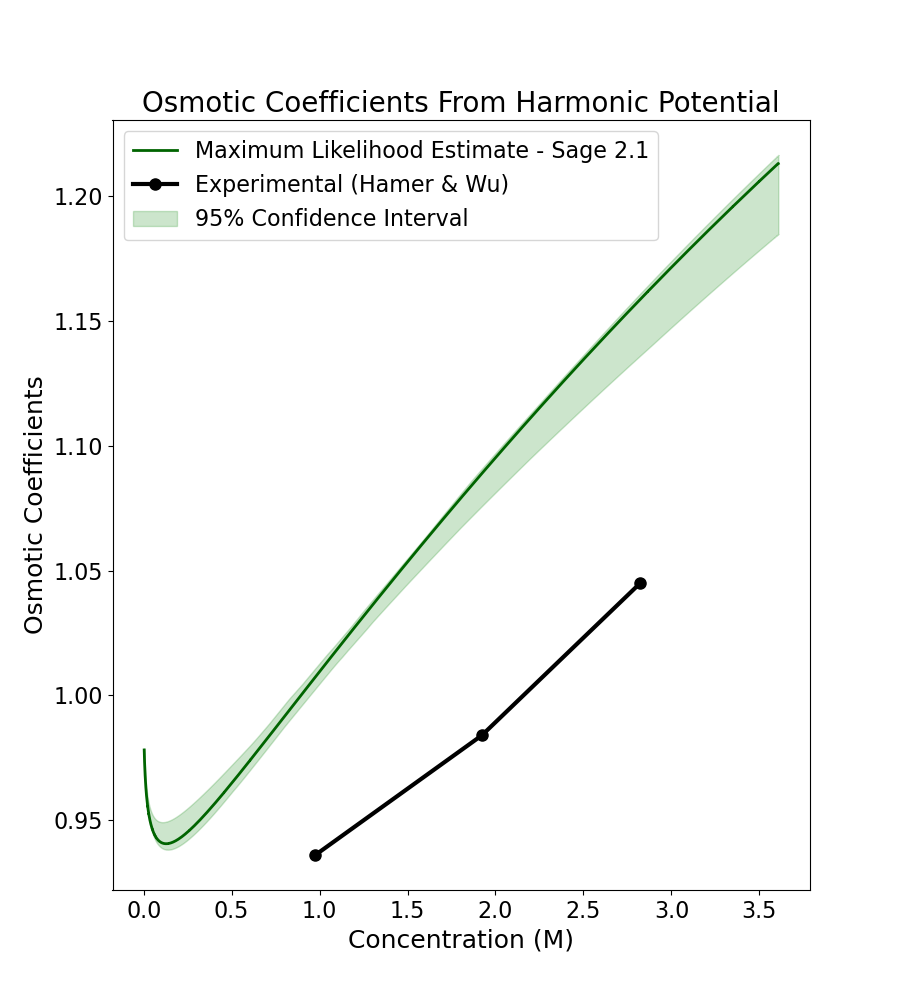 Osmotic Coefficients From Harmonic Potential
Maximum Likelihood Estimate - Sage 2.1
Experimental (Hamer & Wu)
95% Confidence Interval
Osmotic Coefficients
1.20
1.15
1.10
1.05
1.00
0.95
0.0 0.5 1.0 1.5 2.0 2.5 3.0 3.5
Concentration (M)